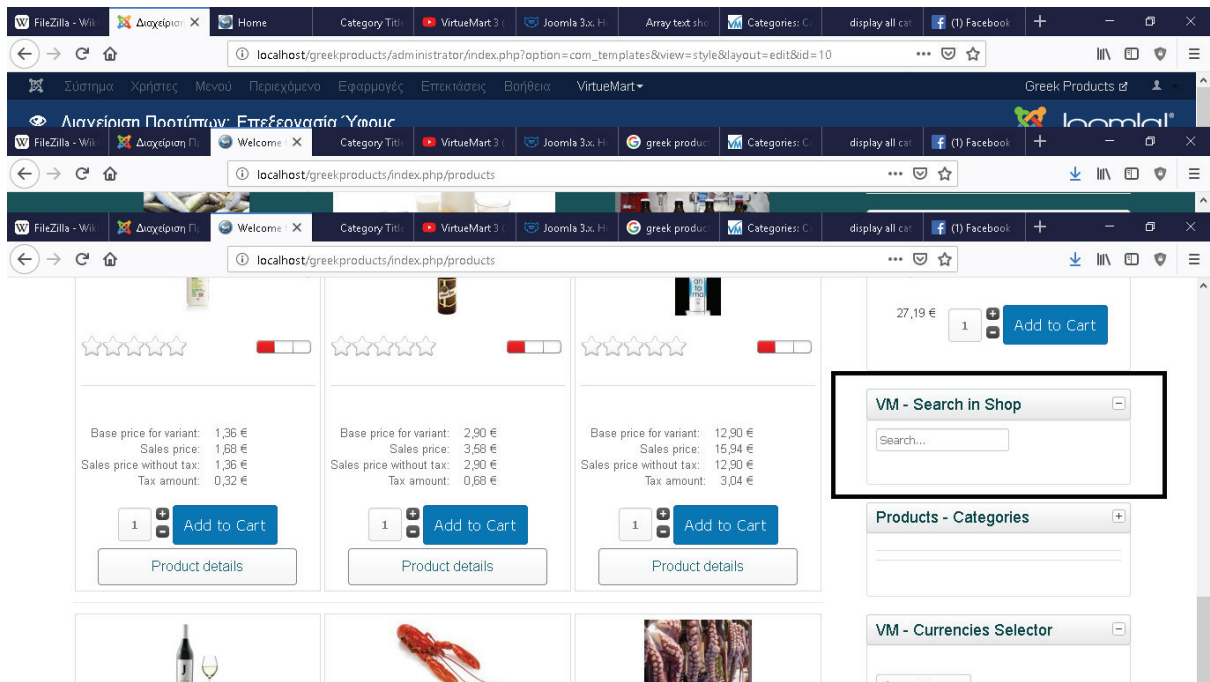 FileZilla - Wik Διαχείριση Home Category Title VirtueMart 3 ( Joomla 3.x. H Array text sho Categories: C display all cat (1) Facebook
localhost/greekproducts/administrator/index.php?option=com_templates&view=style&layout=edit&id=10
Σύστημα Χρήστες Μενού Περιεχόμενο Εφαρμογές Επεκτάσεις Βοήθεια VirtueMart Greek Products
Διαχείριση Προτύπων: Επεξεργασία Ύφους Joomla!
FileZilla - Wik Διαχείριση Π Welcome Category Title VirtueMart 3 ( Joomla 3.x. H greek product Categories: C display all cat (1) Facebook
localhost/greekproducts/index.php/products
FileZilla - Wik Διαχείριση Π Welcome Category Title VirtueMart 3 ( Joomla 3.x. H greek product Categories: C display all cat (1) Facebook
localhost/greekproducts/index.php/products
27,19 €
1 Add to Cart
VM - Search in Shop
Search...
Base price for variant: 1,36 € Base price for variant: 2,90 € Base price for variant: 12,90 €
Sales price: 1,68 € Sales price: 3,58 € Sales price: 15,94 €
Sales price without tax: 1,36 € Sales price without tax: 2,90 € Sales price without tax: 12,90 €
Tax amount: 0,32 € Tax amount: 0,68 € Tax amount: 3,04 €
1 Add to Cart 1 Add to Cart 1 Add to Cart
Products - Categories
Product details Product details Product details
VM - Currencies Selector